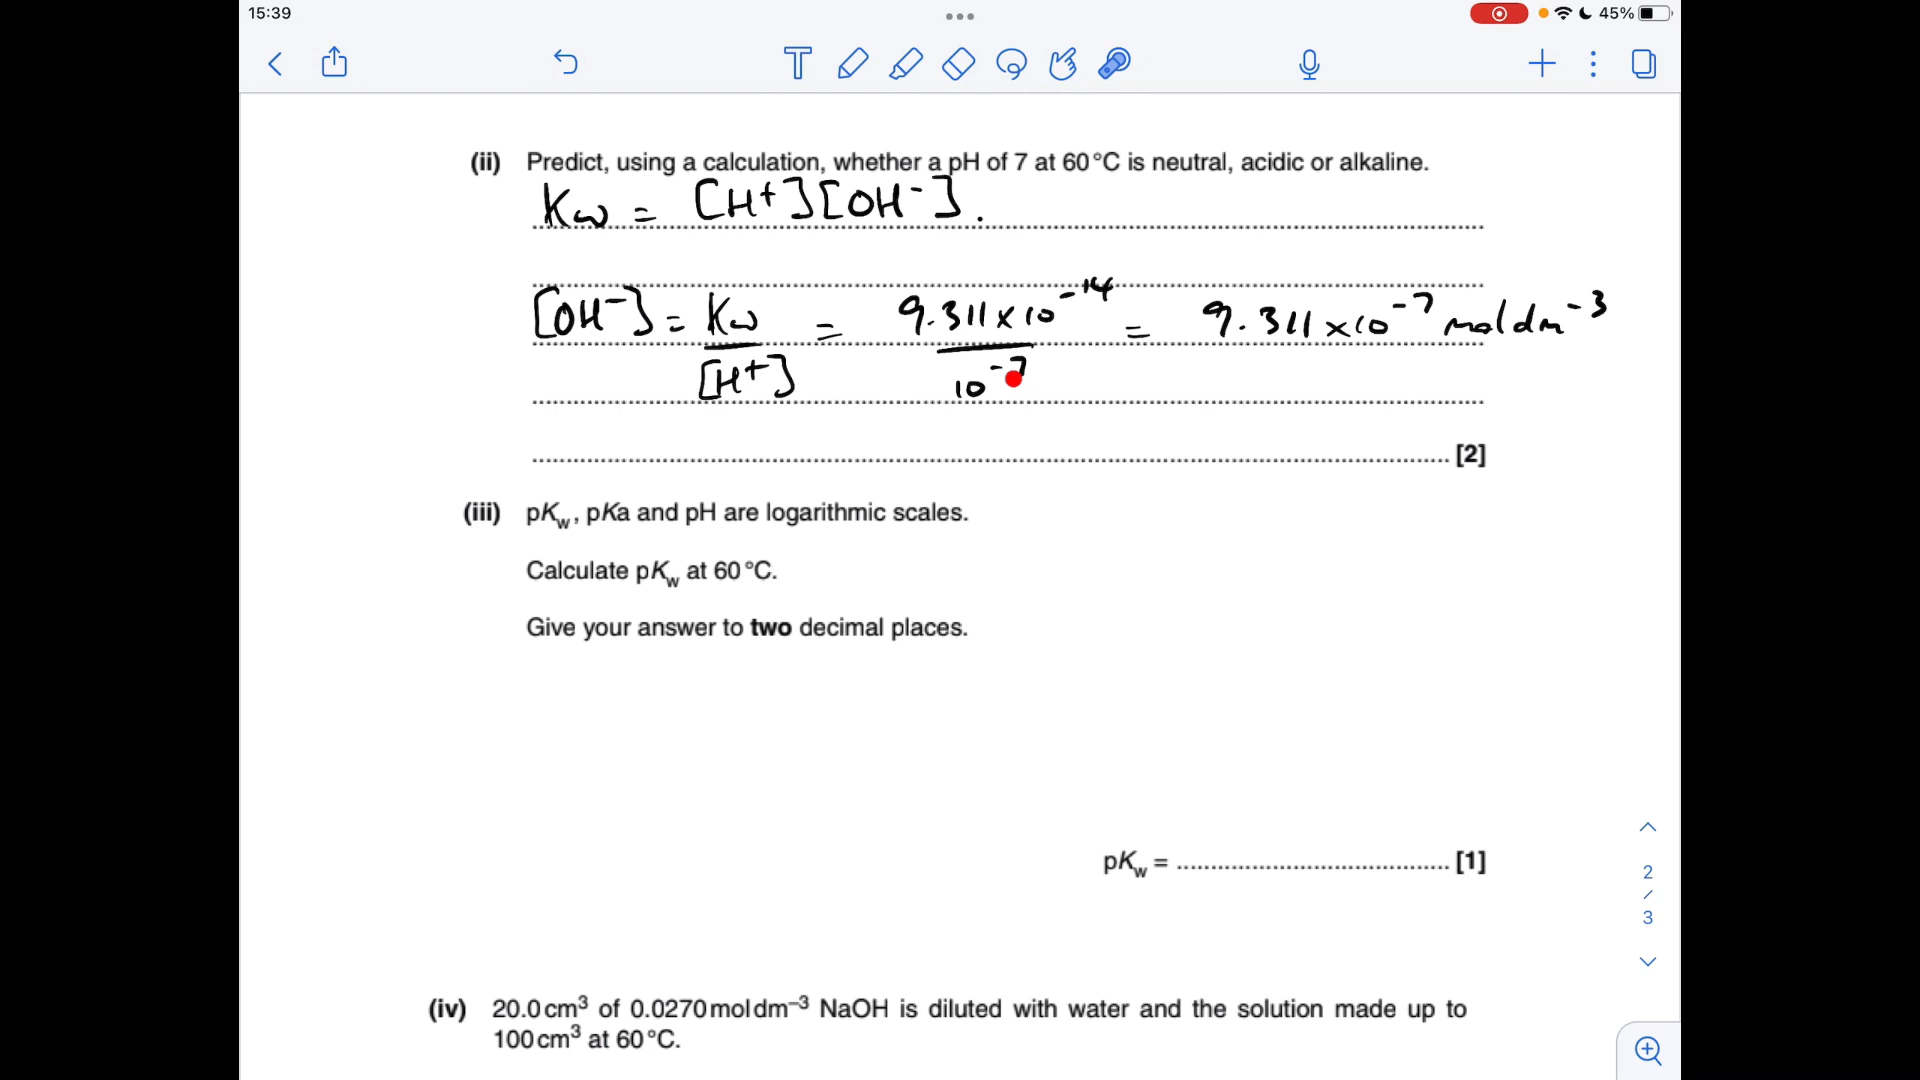 15:39
45%
(ii) Predict, using a calculation, whether a pH of 7 at 60 °C is neutral, acidic or alkaline.
Kw = [H⁺][OH⁻].
[OH⁻] = Kw / [H⁺] = 9.311 × 10⁻¹⁴ / 10⁻⁷ = 9.311 × 10⁻⁷ mol dm⁻³
[2]
(iii) pKw, pKa and pH are logarithmic scales.
Calculate pKw at 60 °C.
Give your answer to two decimal places.
pKw = .......................................... [1]
2
/
3
(iv) 20.0 cm³ of 0.0270 mol dm⁻³ NaOH is diluted with water and the solution made up to
100 cm³ at 60 °C.